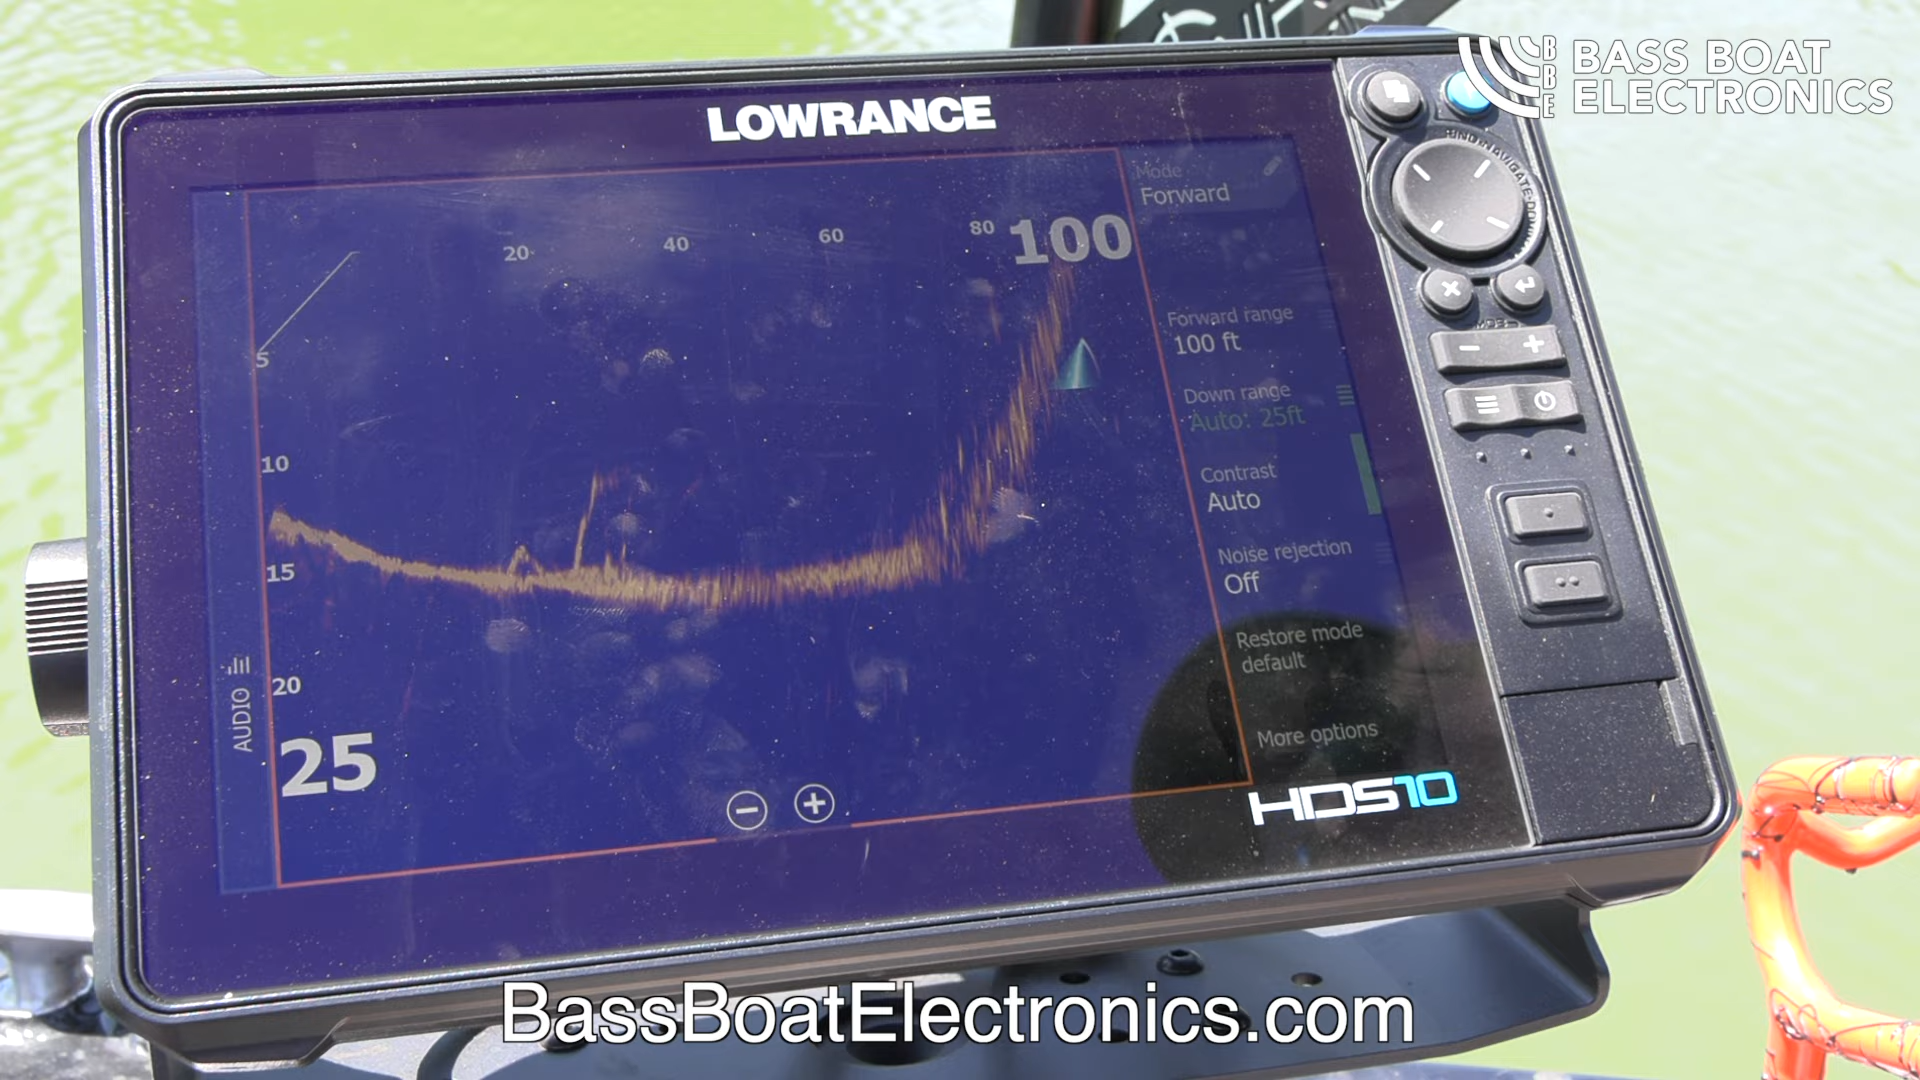 BBE
BASS BOAT
ELECTRONICS
LOWRANCE
Mode
Forward
20
40
60
80
100
Forward range
100 ft
5
Down range
Auto: 25ft
10
Contrast
Auto
15
Noise rejection
Off
20
Restore mode
default
AUDIO
25
More options
HDS10
BassBoatElectronics.com